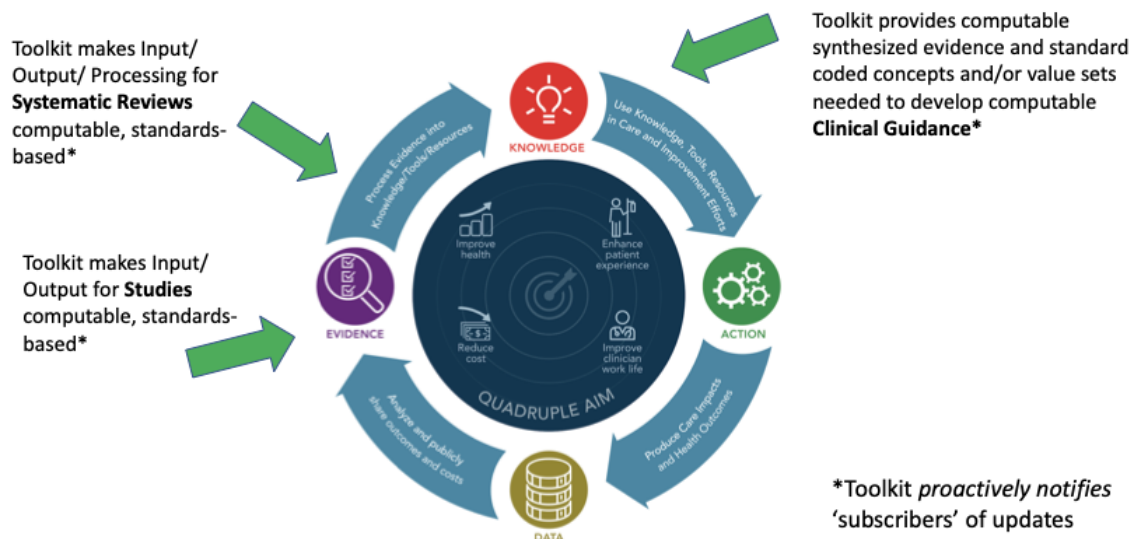 Toolkit makes Input/
Output/ Processing for
Systematic Reviews
computable, standards-
based*
Toolkit provides computable
synthesized evidence and standard
coded concepts and/or value sets
needed to develop computable
Clinical Guidance*
Process Evidence into
Knowledge/Tools/Resources
KNOWLEDGE
Use Knowledge, Tools, Resources
in Care and Improvement Efforts
Improve
health
Enhance
patient
experience
Toolkit makes Input/
Output for Studies
computable, standards-
based*
EVIDENCE
ACTION
$
Reduce
cost
Improve
clinician
work life
QUADRUPLE AIM
Analyze and publicly
share outcomes and costs
Produce Care Impacts
and Health Outcomes
DATA
*Toolkit proactively notifies
‘subscribers’ of updates